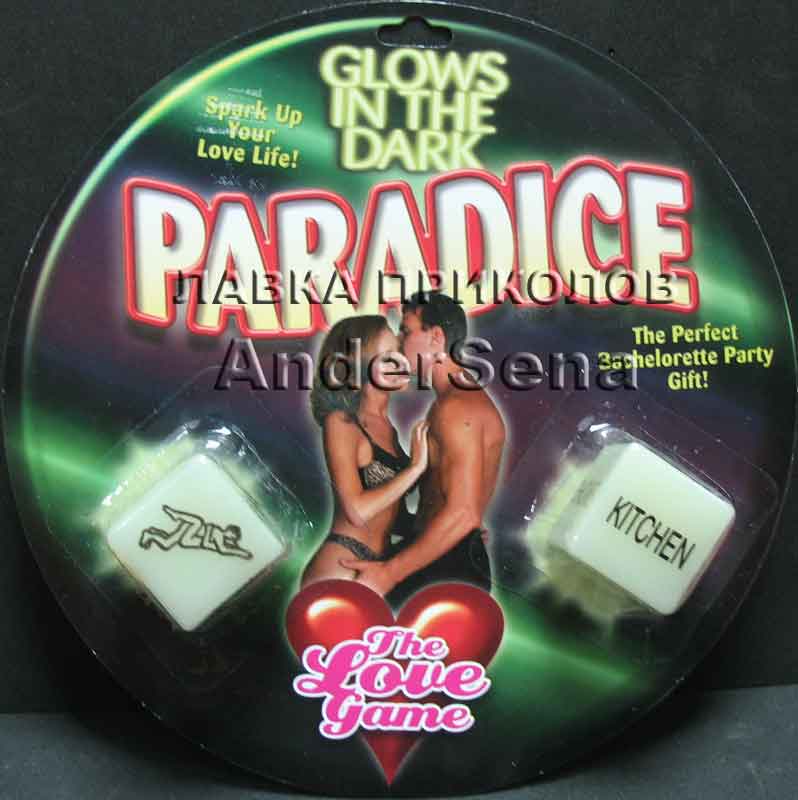 GLOWS
IN THE
DARK
Spark Up
Your
Love Life!
PARADICE
ЛАВКА ПРИКОЛОВ
The Perfect
Bachelorette Party
Gift!
AnderSena
KITCHEN
The
Love
Game